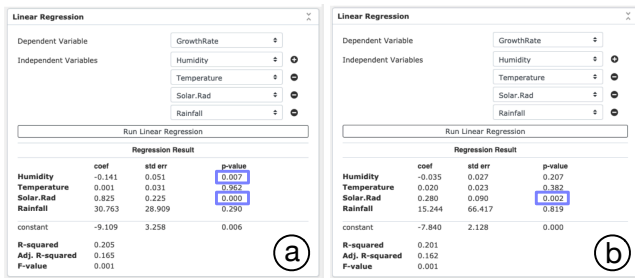 Linear Regression
Dependent Variable GrowthRate
Independent Variables Humidity
Temperature
Solar.Rad
Rainfall
Run Linear Regression
Regression Result
coef std err p-value
Humidity -0.141 0.051 0.007
Temperature 0.001 0.031 0.962
Solar.Rad 0.825 0.225 0.000
Rainfall 30.763 28.909 0.290
constant -9.109 3.258 0.006
R-squared 0.205
Adj. R-squared 0.165
F-value 0.001
a
Linear Regression
Dependent Variable GrowthRate
Independent Variables Humidity
Temperature
Solar.Rad
Rainfall
Run Linear Regression
Regression Result
coef std err p-value
Humidity -0.035 0.027 0.207
Temperature 0.020 0.023 0.382
Solar.Rad 0.280 0.090 0.002
Rainfall 15.244 66.417 0.819
constant -7.840 2.128 0.000
R-squared 0.201
Adj. R-squared 0.162
F-value 0.001
b